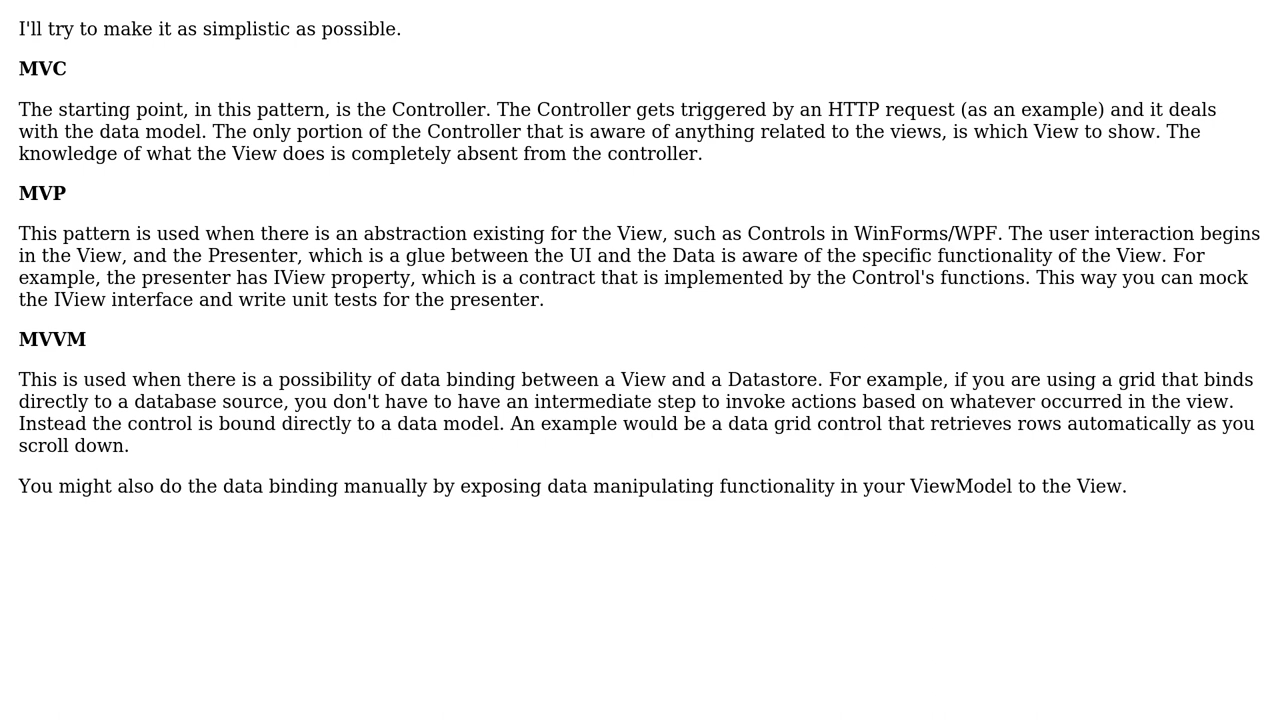 I'll try to make it as simplistic as possible.
MVC
The starting point, in this pattern, is the Controller. The Controller gets triggered by an HTTP request (as an example) and it deals
with the data model. The only portion of the Controller that is aware of anything related to the views, is which View to show. The
knowledge of what the View does is completely absent from the controller.
MVP
This pattern is used when there is an abstraction existing for the View, such as Controls in WinForms/WPF. The user interaction begins
in the View, and the Presenter, which is a glue between the UI and the Data is aware of the specific functionality of the View. For
example, the presenter has IView property, which is a contract that is implemented by the Control's functions. This way you can mock
the IView interface and write unit tests for the presenter.
MVVM
This is used when there is a possibility of data binding between a View and a Datastore. For example, if you are using a grid that binds
directly to a database source, you don't have to have an intermediate step to invoke actions based on whatever occurred in the view.
Instead the control is bound directly to a data model. An example would be a data grid control that retrieves rows automatically as you
scroll down.
You might also do the data binding manually by exposing data manipulating functionality in your ViewModel to the View.